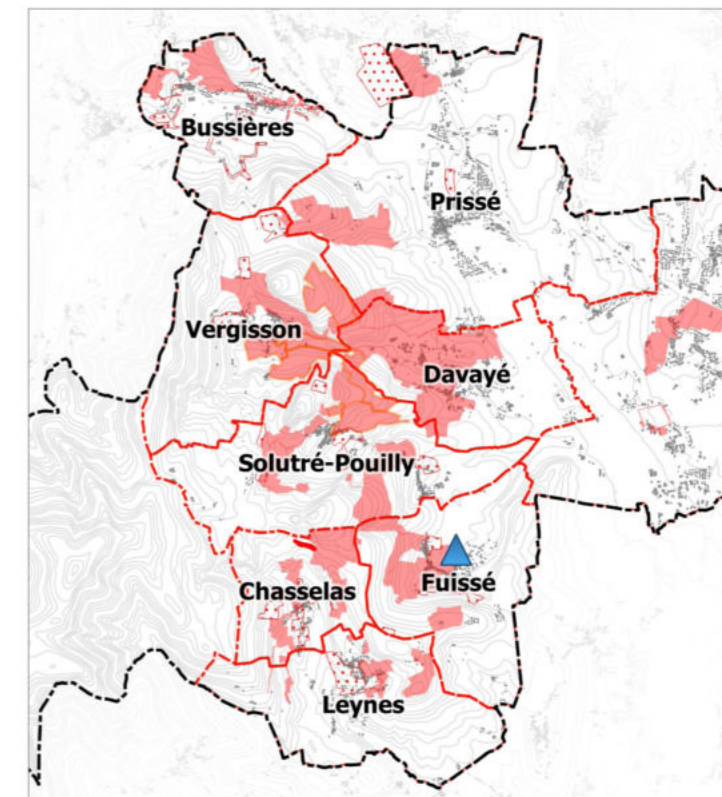 Bussières
Prissé
Vergisson
Davayé
Solutré-Pouilly
Chasselas
Fuissé
Leynes